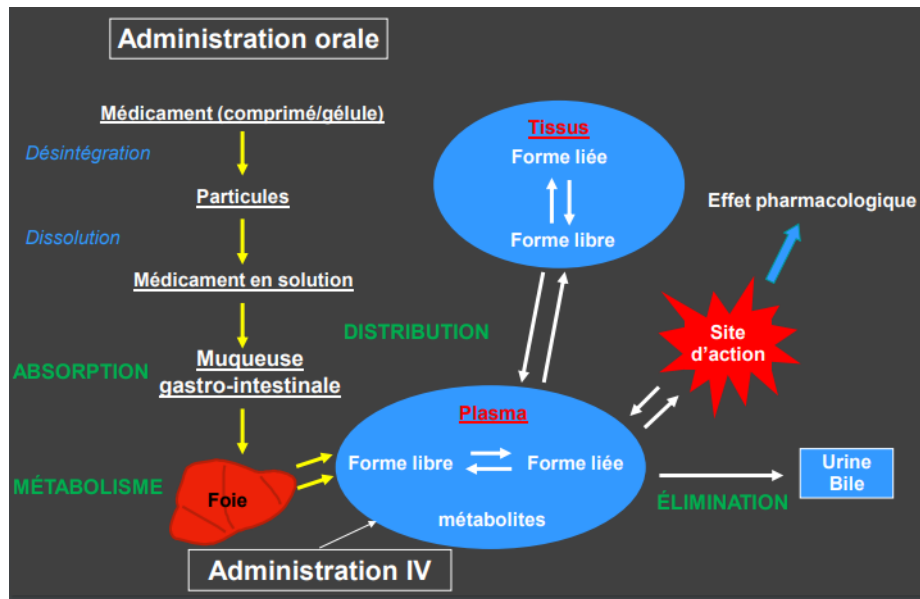 Administration orale
Médicament (comprimé/gélule)
Désintégration
Particules
Dissolution
Médicament en solution
ABSORPTION
Muqueuse
gastro-intestinale
MÉTABOLISME
Foie
Administration IV
DISTRIBUTION
Tissus
Forme liée
Forme libre
Plasma
Forme libre
Forme liée
métabolites
Effet pharmacologique
Site
d'action
ÉLIMINATION
Urine
Bile